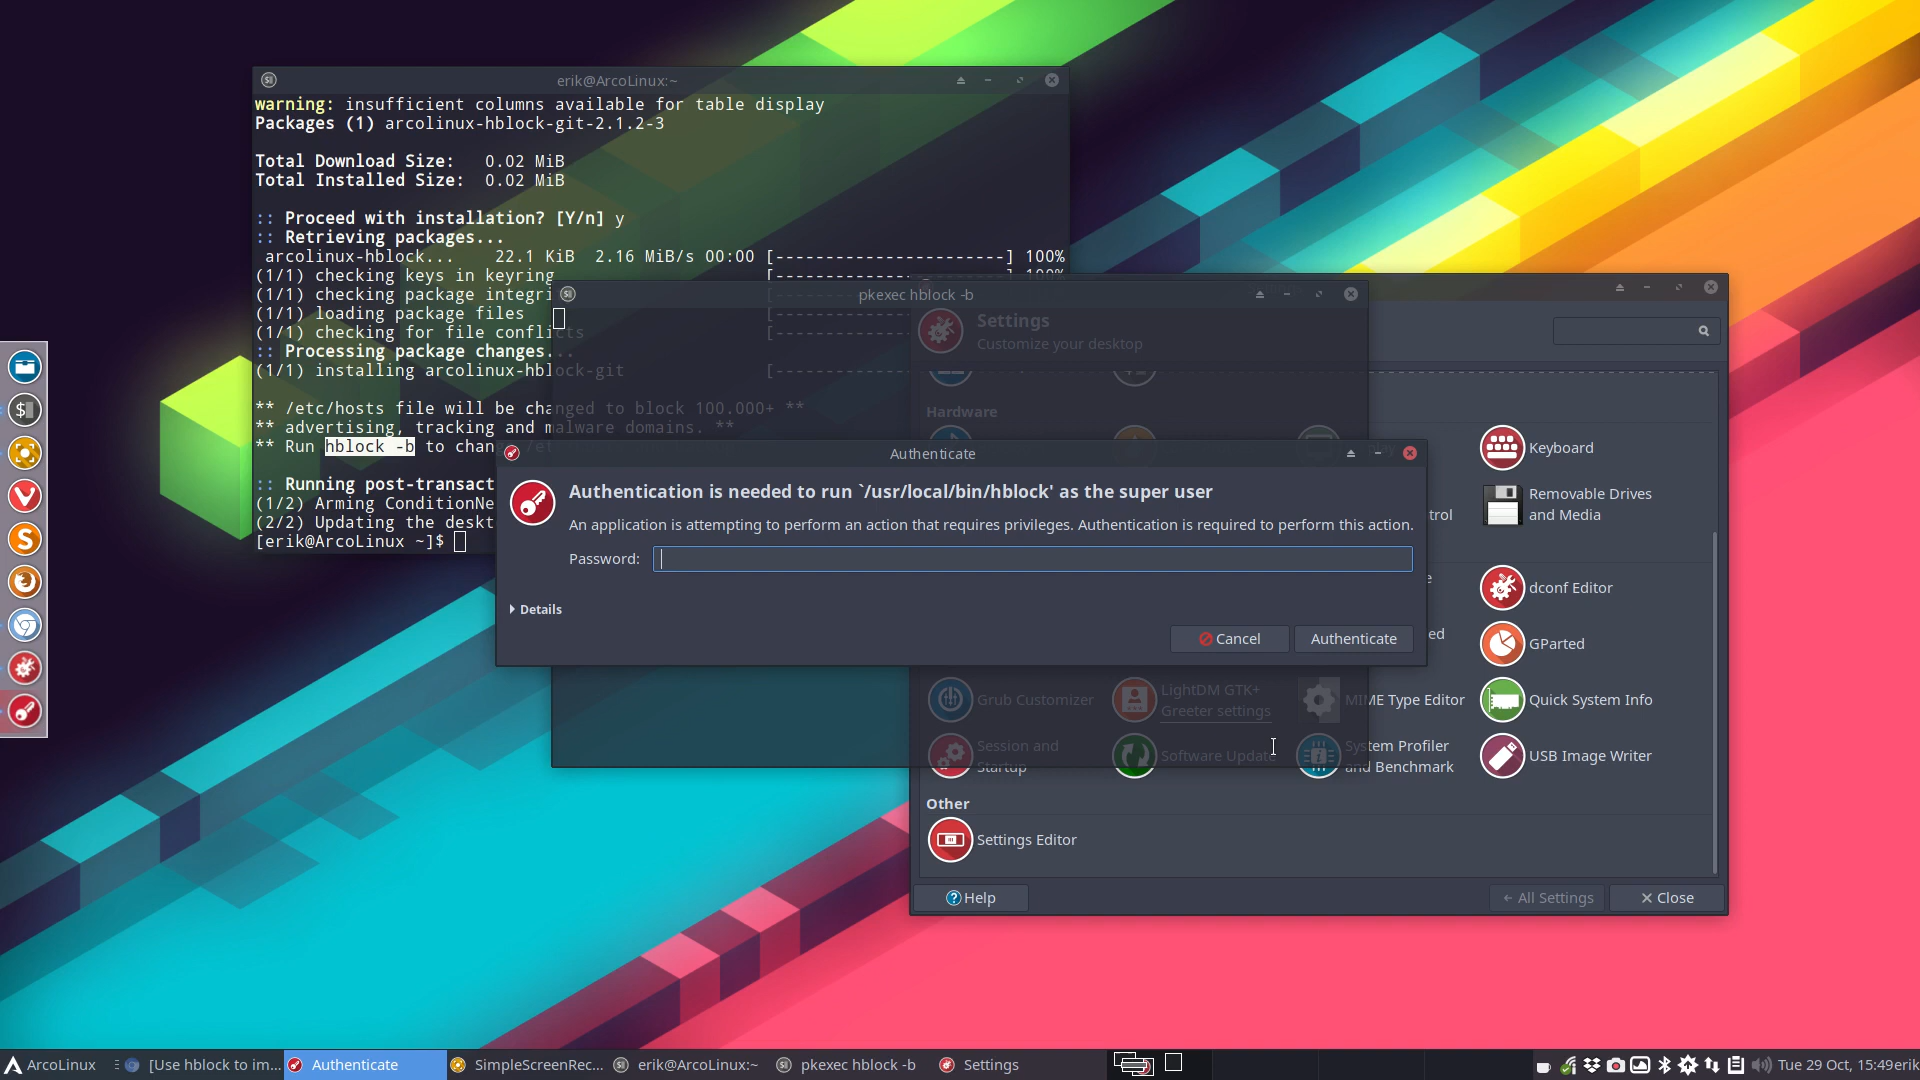 erik@ArcoLinux:~
warning: insufficient columns available for table display
Packages (1) arcolinux-hblock-git-2.1.2-3
Total Download Size: 0.02 MiB
Total Installed Size: 0.02 MiB
:: Proceed with installation? [Y/n] y
:: Retrieving packages...
arcolinux-hblock... 22.1 KiB 2.16 MiB/s 00:00 [-----------------------] 100%
(1/1) checking keys in keyring [-----------------------] 100%
(1/1) checking package integri
(1/1) loading package files
(1/1) checking for file conflicts
:: Processing package changes...
(1/1) installing arcolinux-hblock-git
** /etc/hosts file will be changed to block 100.000+ **
** advertising, tracking and malware domains. **
** Run hblock -b to chan
:: Running post-transact
(1/2) Arming ConditionNe
(2/2) Updating the deskt
[erik@ArcoLinux ~]$
pkexec hblock -b
Settings
Customize your desktop
Hardware
Keyboard
trol
Removable Drives
and Media
Authenticate
Authentication is needed to run `/usr/local/bin/hblock' as the super user
An application is attempting to perform an action that requires privileges. Authentication is required to perform this action.
Password:
Details
Cancel
Authenticate
e
dconf Editor
ed
GParted
Grub Customizer
LightDM GTK+
Greeter settings
MIME Type Editor
Quick System Info
Session and
Startup
Software Update
System Profiler
and Benchmark
USB Image Writer
Other
Settings Editor
Help
All Settings
Close
ArcoLinux
[Use hblock to im...
Authenticate
SimpleScreenRec...
erik@ArcoLinux:~
pkexec hblock -b
Settings
Tue 29 Oct, 15:49
erik